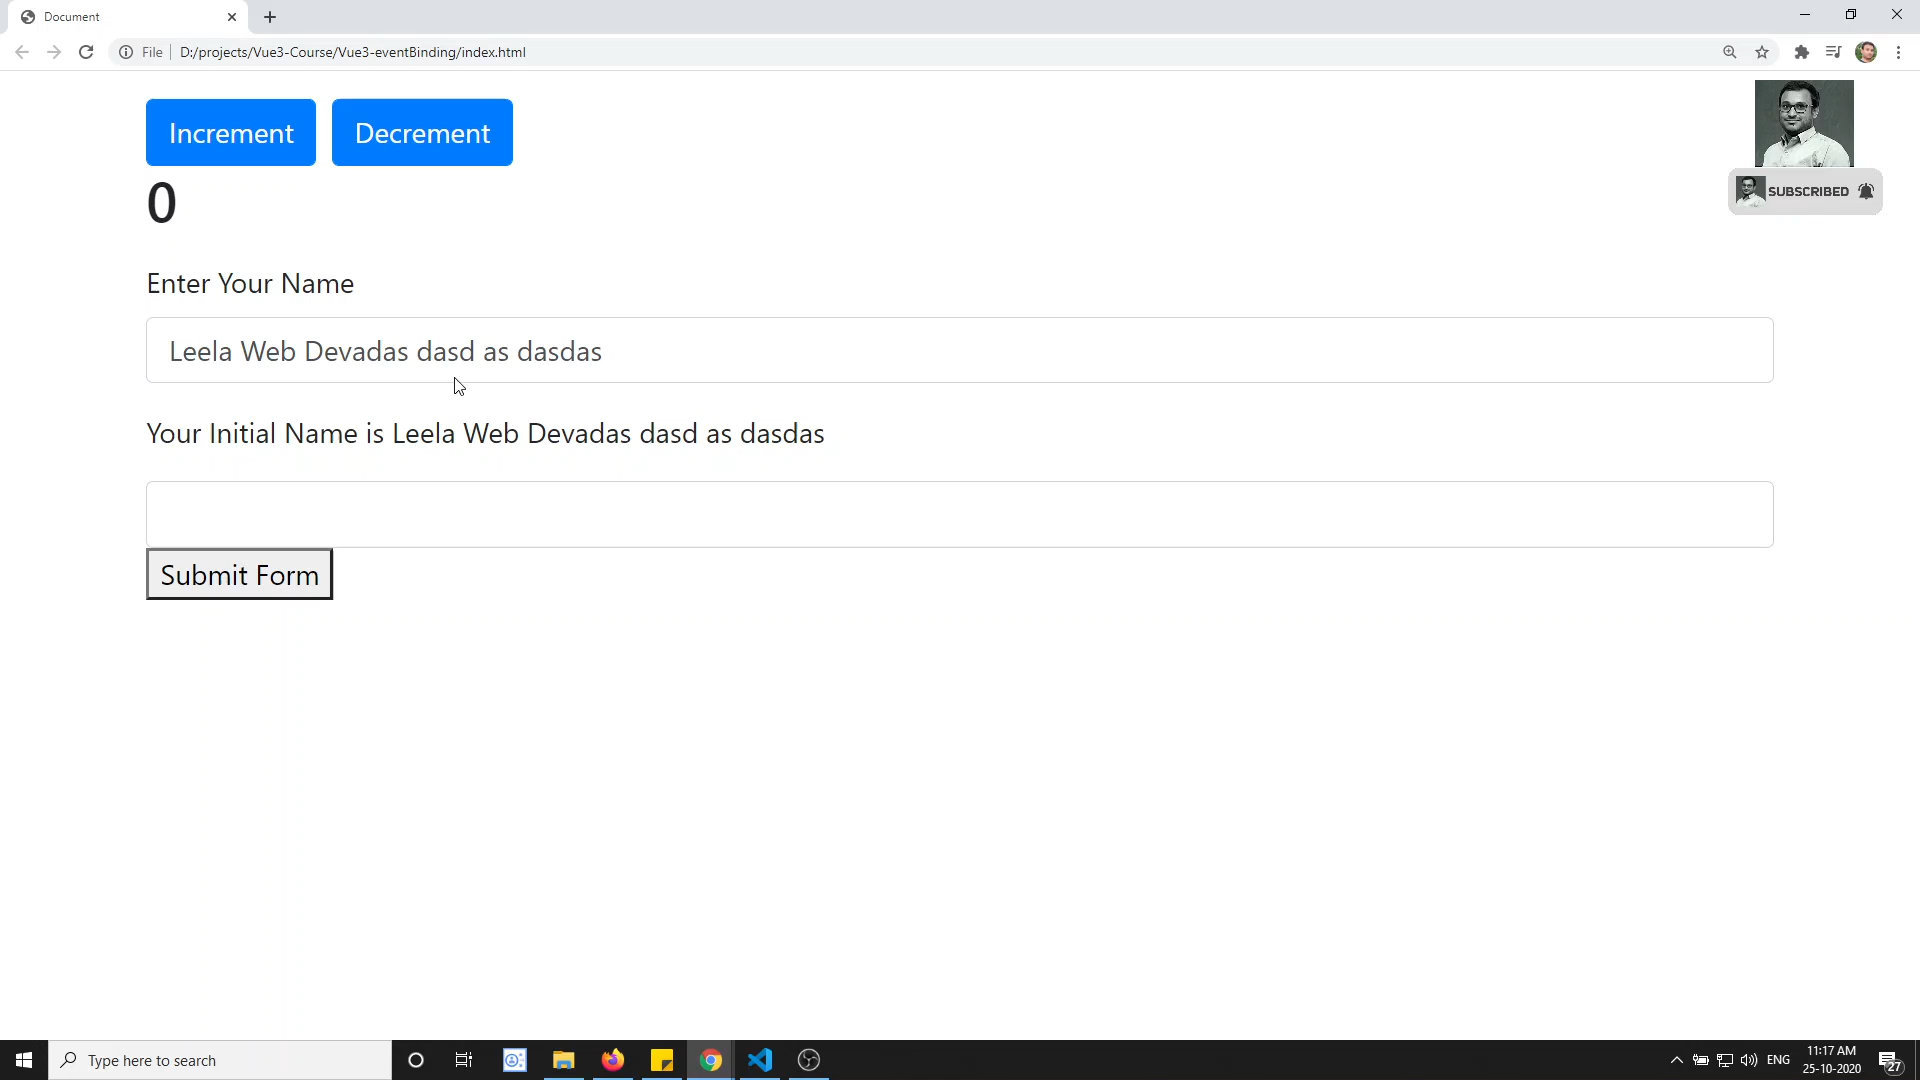 Document
File
D:/projects/Vue3-Course/Vue3-eventBinding/index.html
Increment Decrement
SUBSCRIBED
0
Enter Your Name
Leela Web Devadas dasd as dasdas
Your Initial Name is Leela Web Devadas dasd as dasdas
Submit Form
Type here to search
ENG
11:17 AM
25-10-2020
27